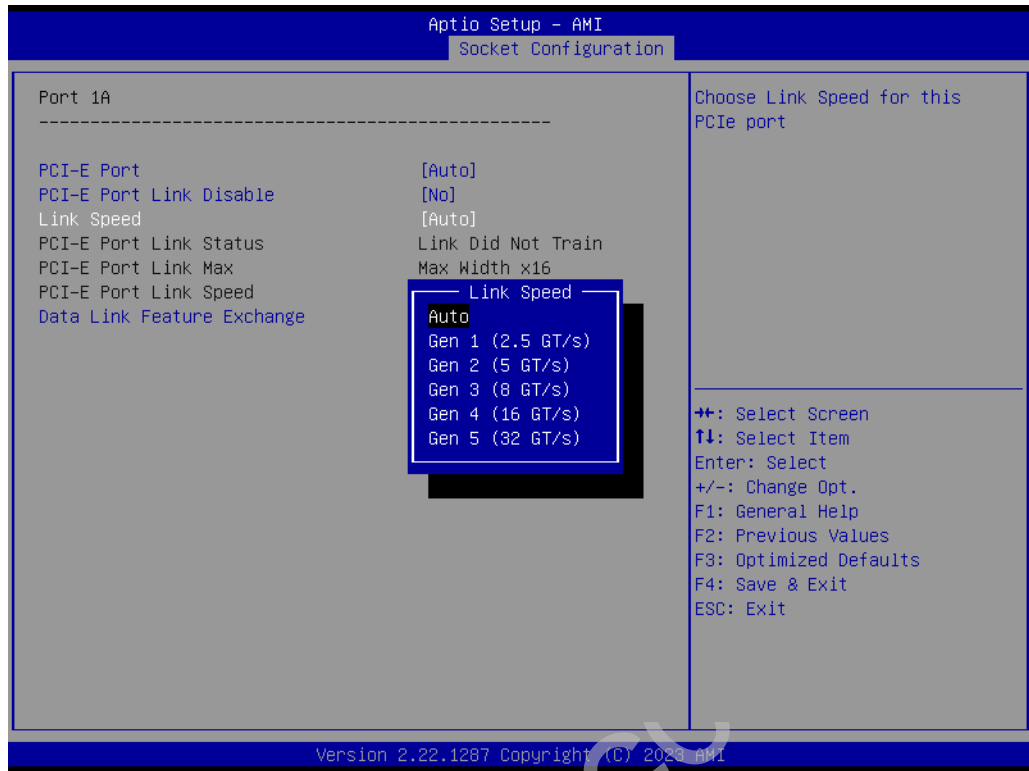 Aptio Setup – AMI
Socket Configuration
Port 1A
--------------------------------------------------
PCI-E Port [Auto]
PCI-E Port Link Disable [No]
Link Speed [Auto]
PCI-E Port Link Status Link Did Not Train
PCI-E Port Link Max Max Width x16
PCI-E Port Link Speed
Data Link Feature Exchange
Link Speed
Auto
Gen 1 (2.5 GT/s)
Gen 2 (5 GT/s)
Gen 3 (8 GT/s)
Gen 4 (16 GT/s)
Gen 5 (32 GT/s)
Choose Link Speed for this
PCIe port
→←: Select Screen
↑↓: Select Item
Enter: Select
+/-: Change Opt.
F1: General Help
F2: Previous Values
F3: Optimized Defaults
F4: Save & Exit
ESC: Exit
Version 2.22.1287 Copyright (C) 2023 AMI